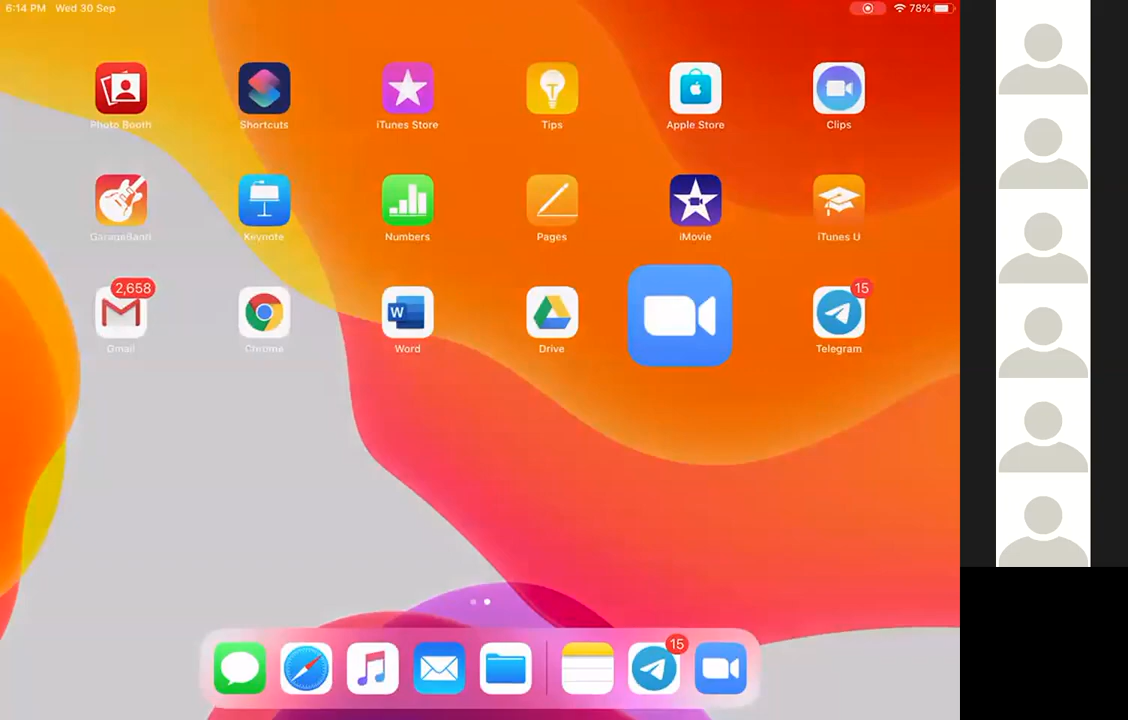 6:14 PM Wed 30 Sep
78%
Photo Booth
Shortcuts
iTunes Store
Tips
Apple Store
Clips
GarageBand
Keynote
Numbers
Pages
iMovie
iTunes U
2,658
15
W
Gmail
Chrome
Word
Drive
Telegram
15